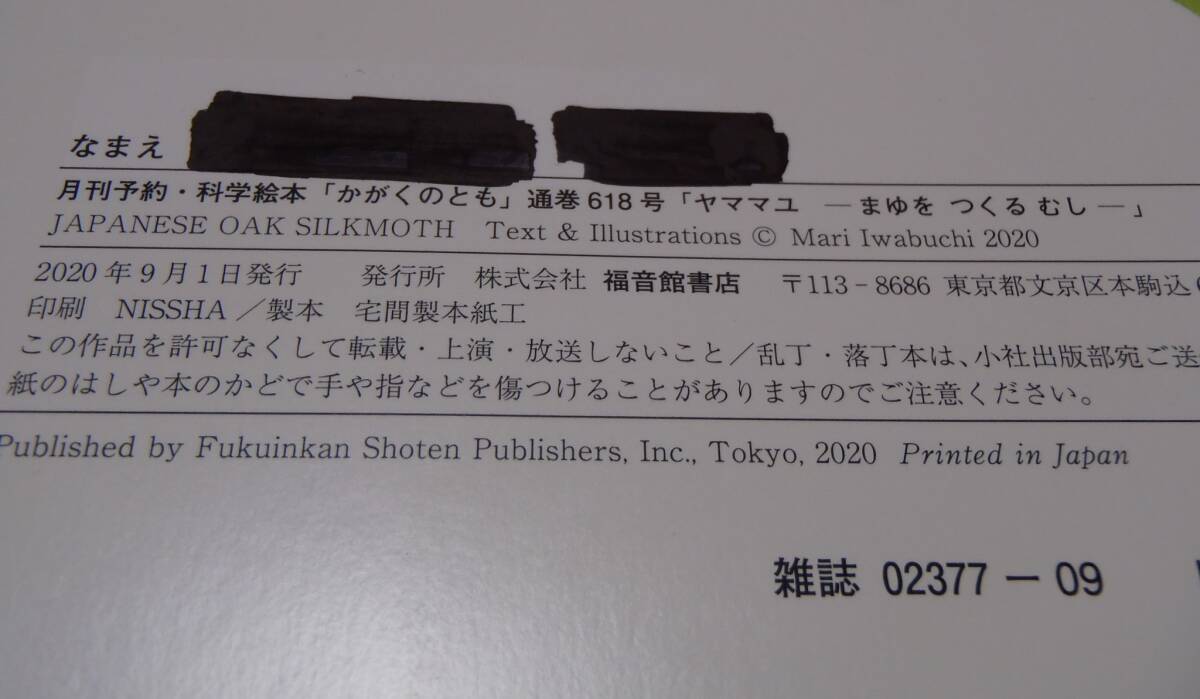 なまえ
月刊予約・科学絵本「かがくのとも」通巻618号「ヤママユ ―まゆを つくる むし―」
JAPANESE OAK SILKMOTH Text & Illustrations © Mari Iwabuchi 2020
2020年9月1日発行 発行所 株式会社 福音館書店 〒113-8686 東京都文京区本駒込
印刷 NISSHA／製本 宅間製本紙工
この作品を許可なくして転載・上演・放送しないこと／乱丁・落丁本は、小社出版部宛ご送
紙のはしや本のかどで手や指などを傷つけることがありますのでご注意ください。
Published by Fukuinkan Shoten Publishers, Inc., Tokyo, 2020 Printed in Japan
雑誌 02377-09